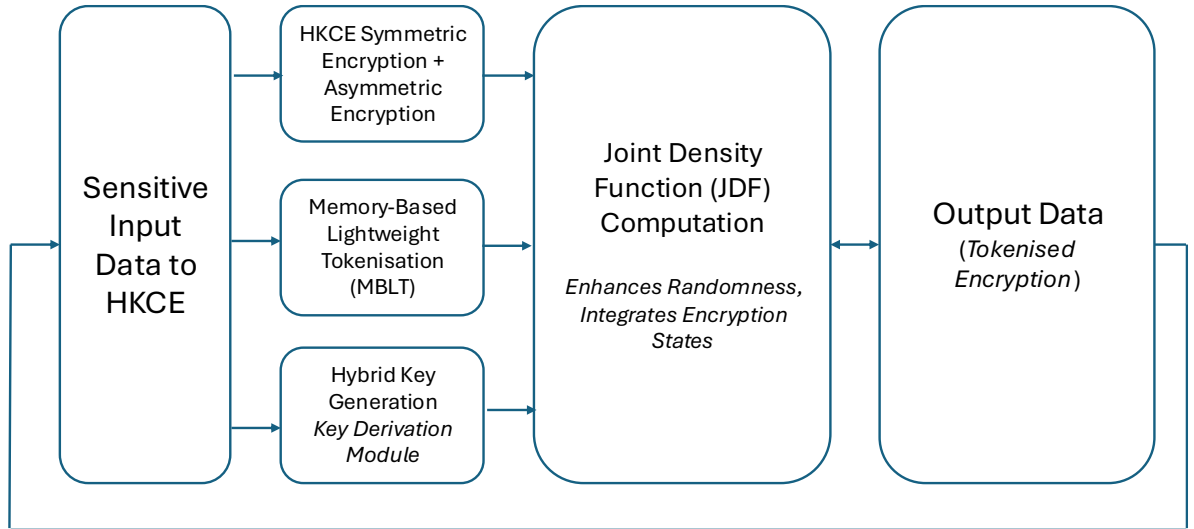 Sensitive
Input
Data to
HKCE
HKCE Symmetric
Encryption +
Asymmetric
Encryption
Memory-Based
Lightweight
Tokenisation
(MBLT)
Hybrid Key
Generation
Key Derivation
Module
Joint Density
Function (JDF)
Computation
Enhances Randomness,
Integrates Encryption
States
Output Data
(Tokenised
Encryption)